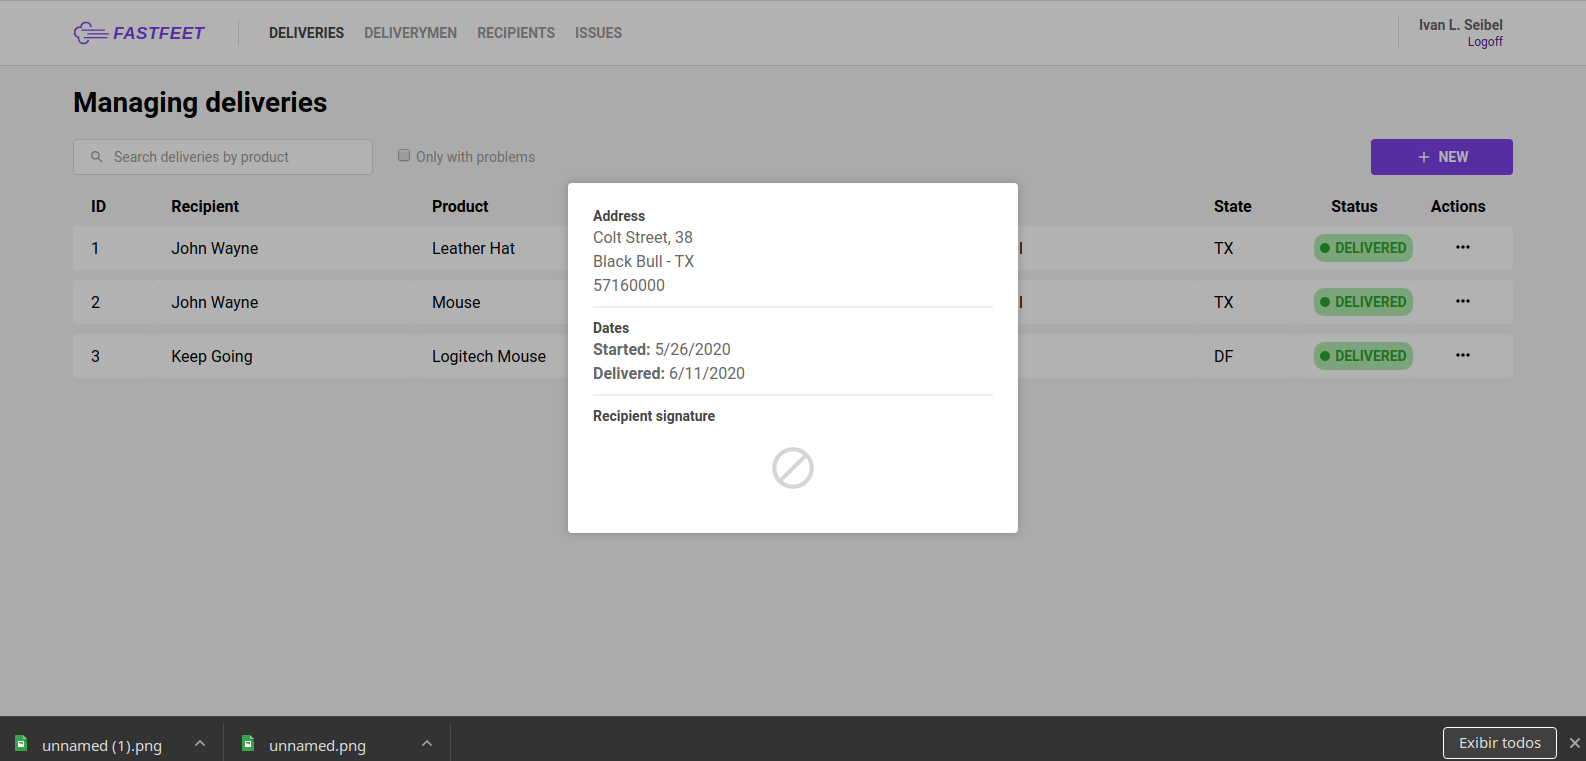 FASTFEET
DELIVERIES DELIVERYMEN RECIPIENTS ISSUES
Ivan L. Seibel
Logoff
Managing deliveries
Search deliveries by product
Only with problems
+ NEW
ID Recipient Product State Status Actions
1 John Wayne Leather Hat l TX DELIVERED ...
2 John Wayne Mouse l TX DELIVERED ...
3 Keep Going Logitech Mouse DF DELIVERED ...
Address
Colt Street, 38
Black Bull - TX
57160000
Dates
Started: 5/26/2020
Delivered: 6/11/2020
Recipient signature
unnamed (1).png
unnamed.png
Exibir todos